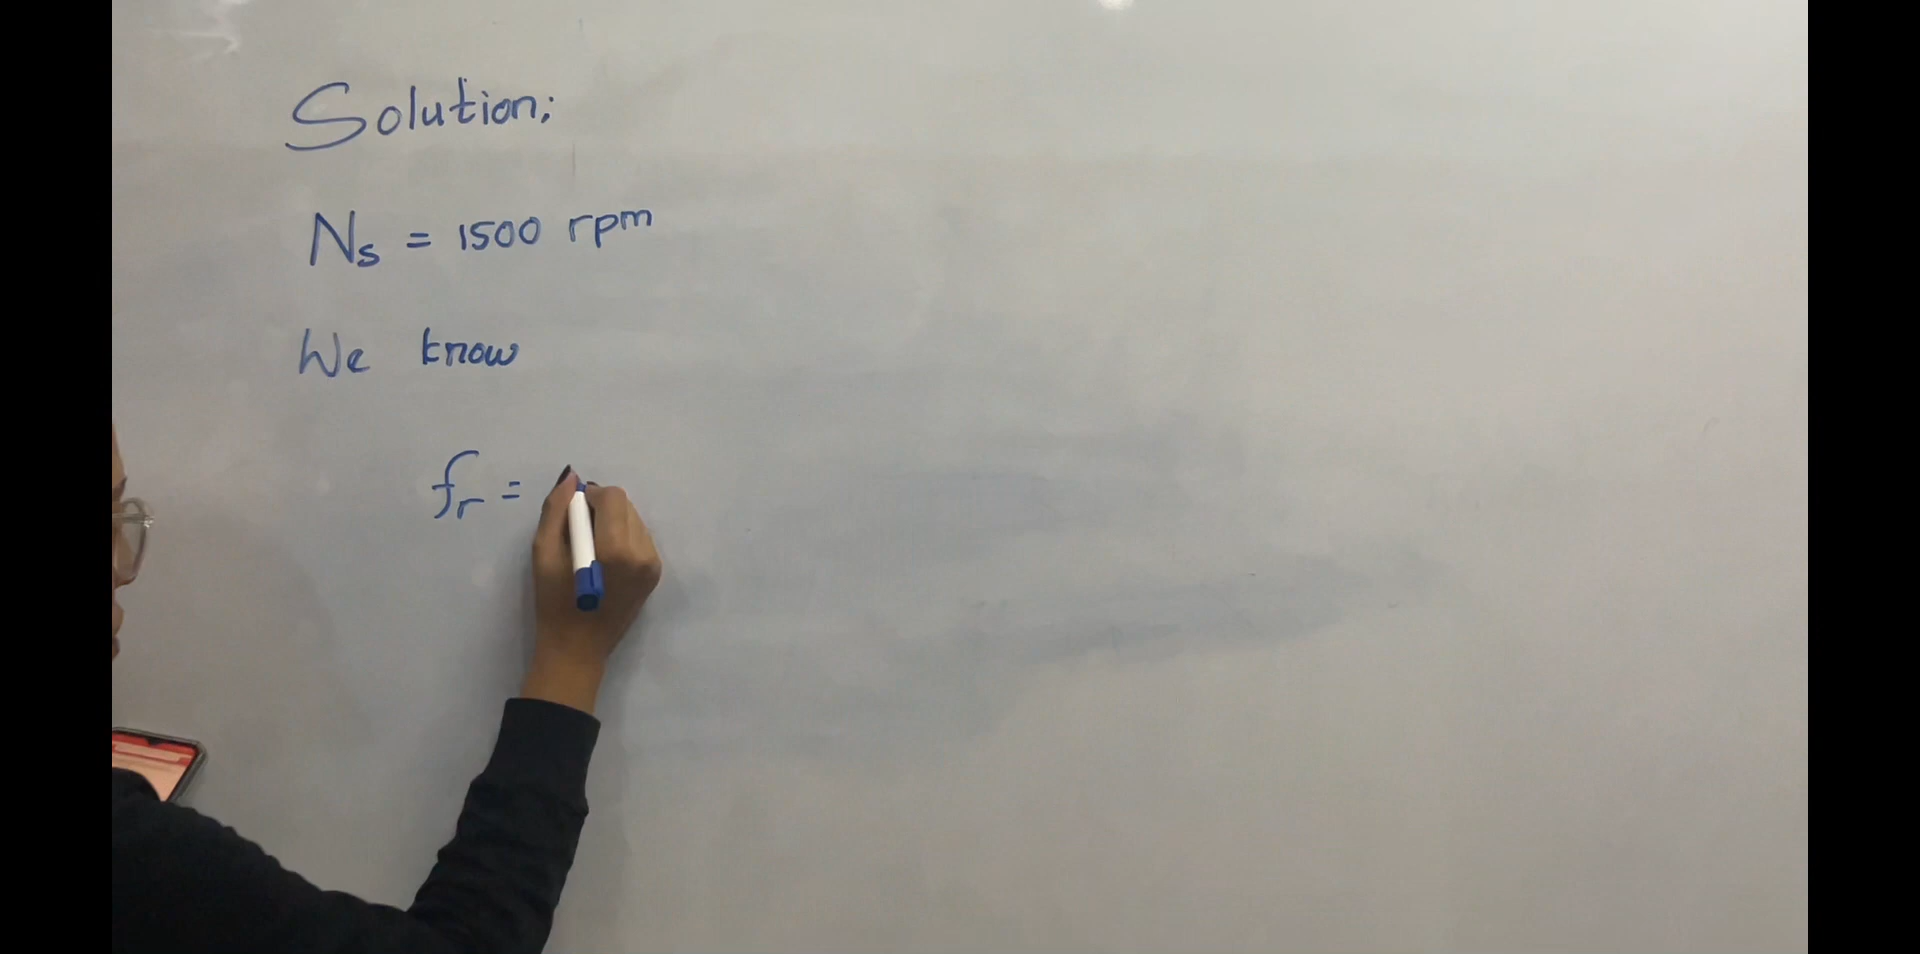 Solution;
Ns = 1500 rpm
We know
fr =